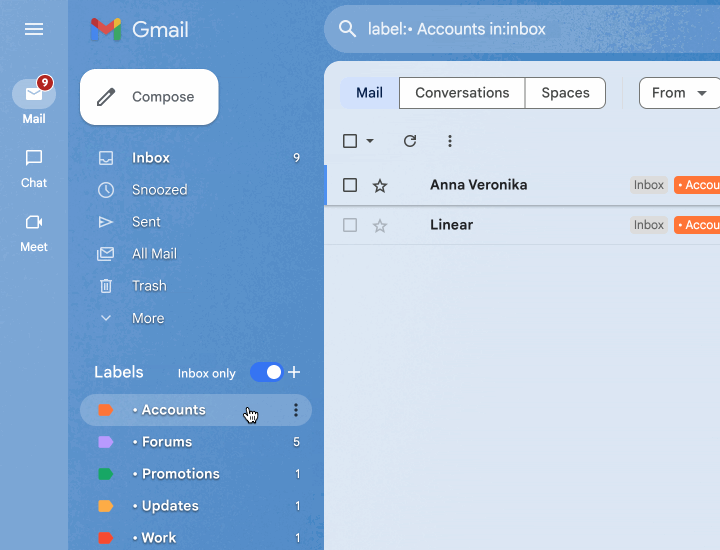 Gmail
label:• Accounts in:inbox
9
Mail
Chat
Meet
Compose
Inbox 9
Snoozed
Sent
All Mail
Trash
More
Labels Inbox only
• Accounts
• Forums 5
• Promotions 1
• Updates 1
• Work 1
Mail Conversations Spaces From
Anna Veronika Inbox • Accou
Linear Inbox • Accou